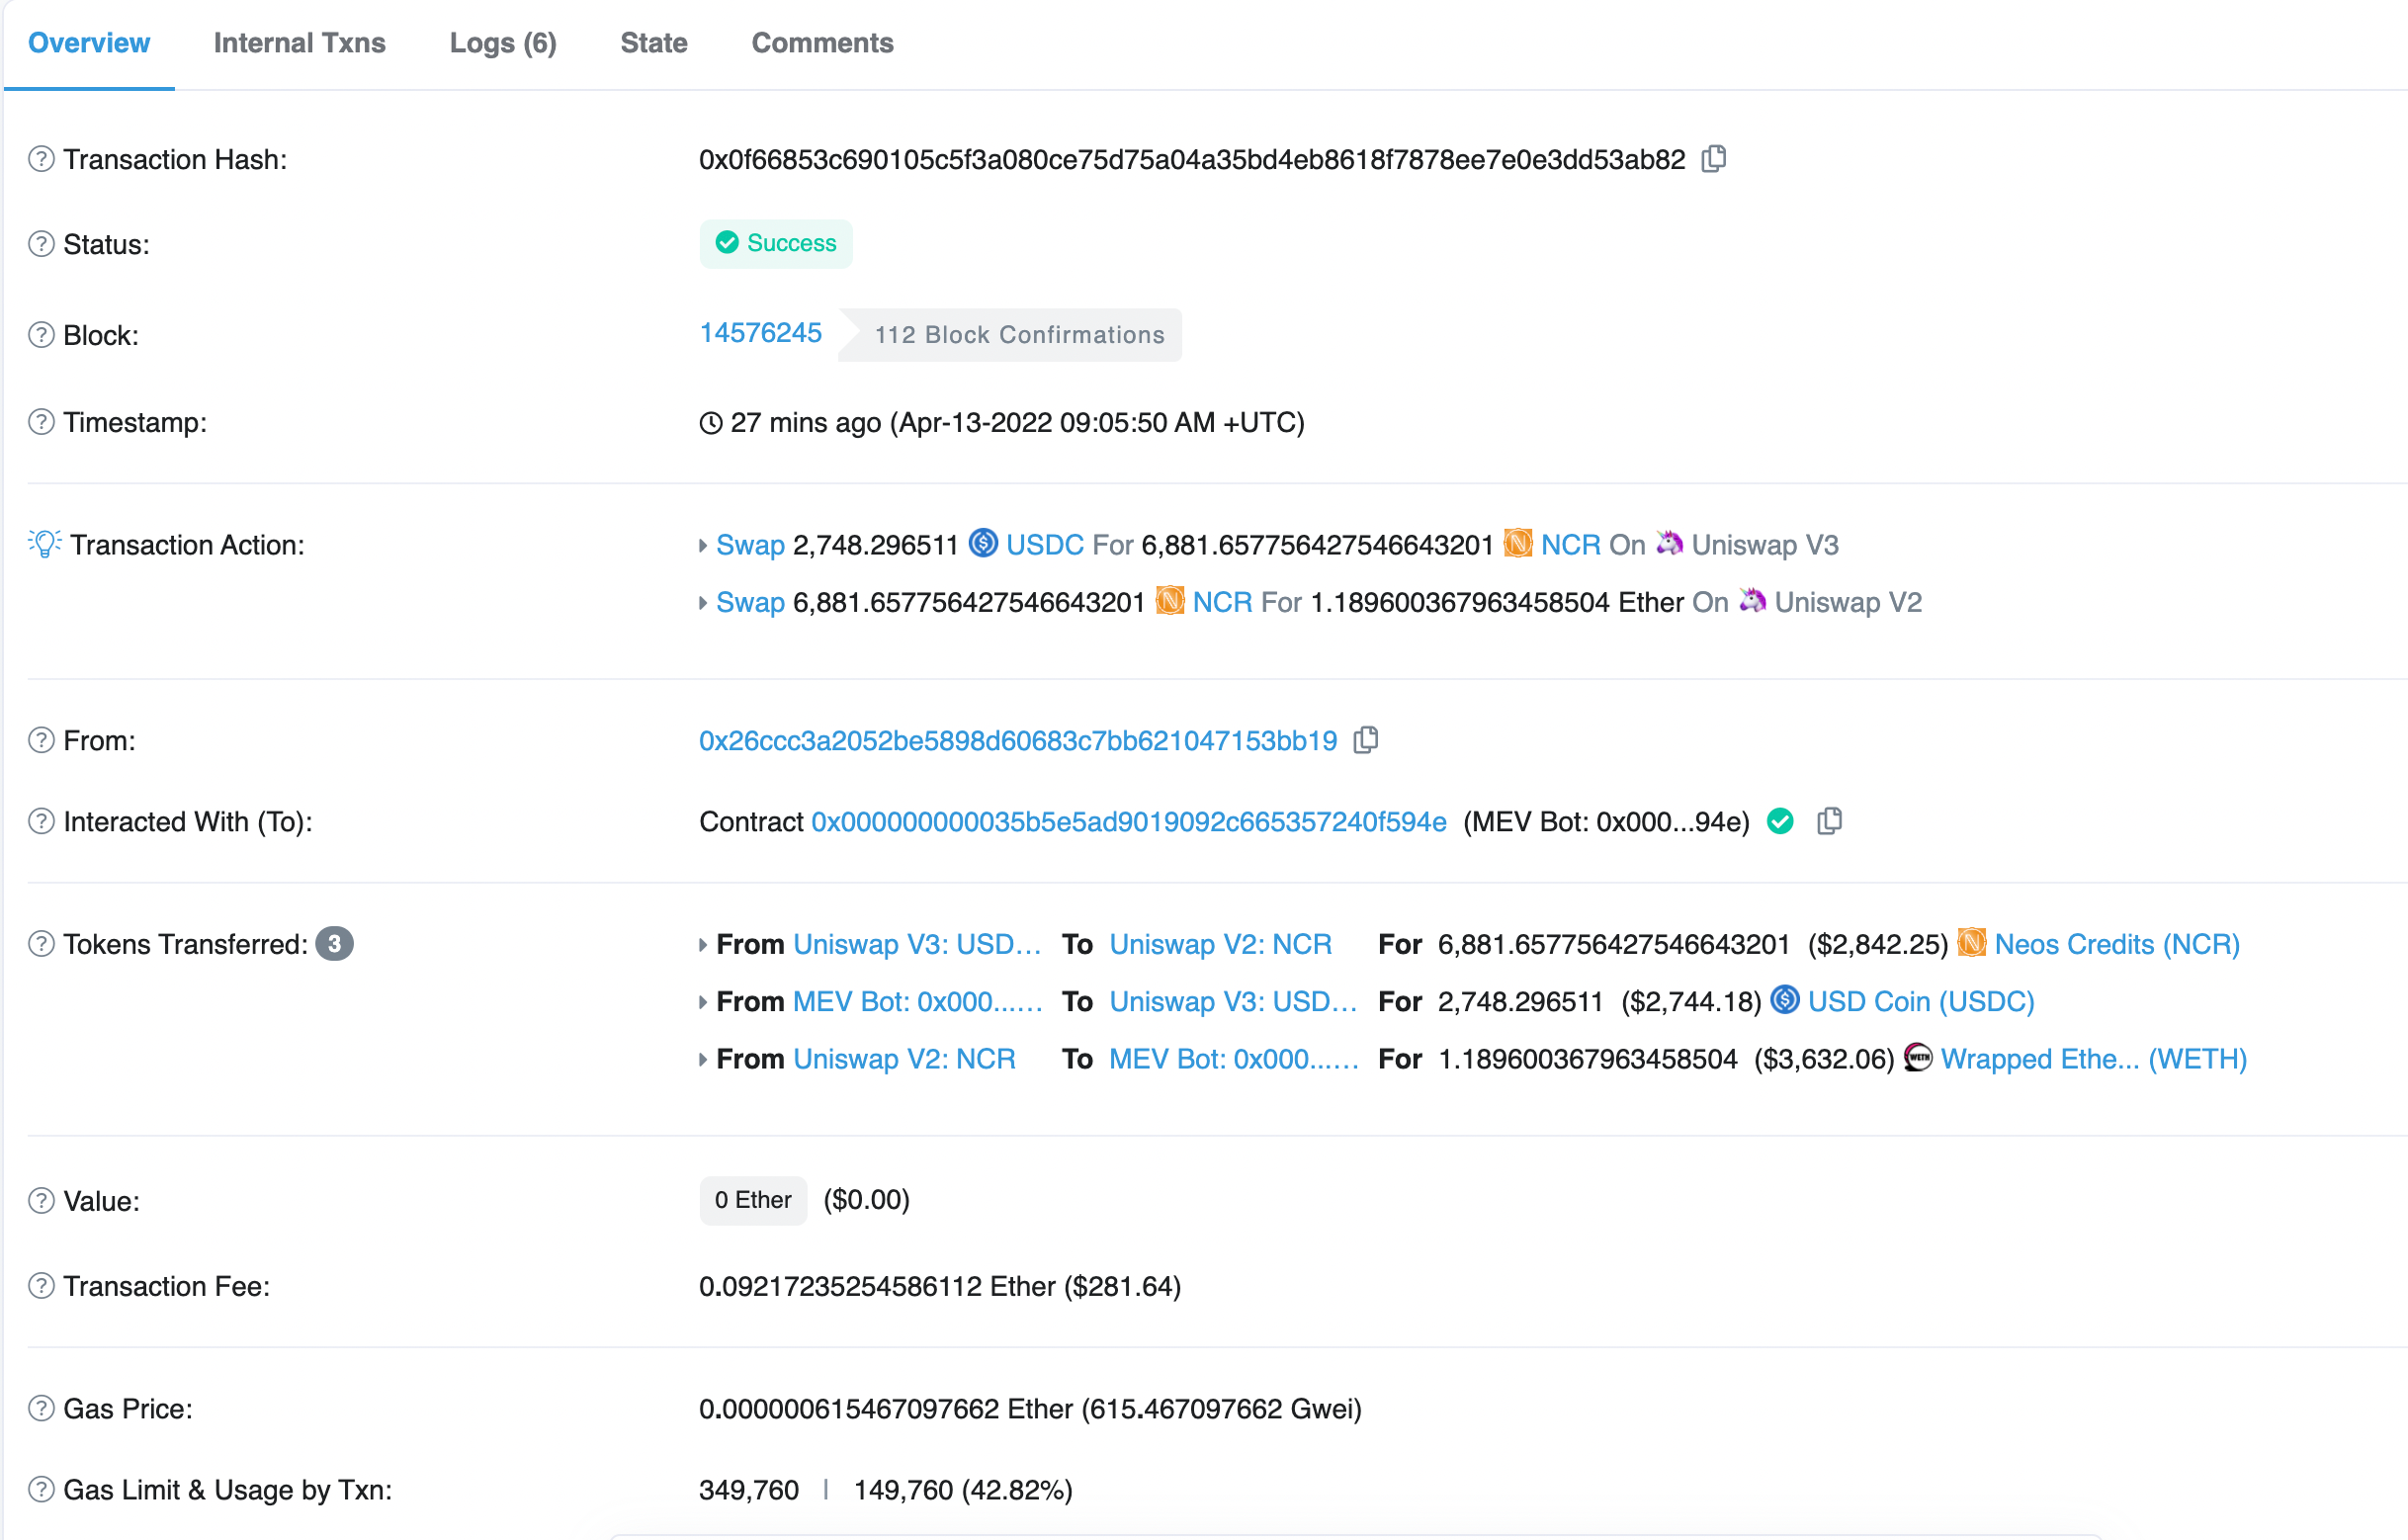 Overview Internal Txns Logs (6) State Comments
Transaction Hash: 0x0f66853c690105c5f3a080ce75d75a04a35bd4eb8618f7878ee7e0e3dd53ab82
Status: Success
Block: 14576245 112 Block Confirmations
Timestamp: 27 mins ago (Apr-13-2022 09:05:50 AM +UTC)
Transaction Action: Swap 2,748.296511 USDC For 6,881.657756427546643201 NCR On Uniswap V3
Swap 6,881.657756427546643201 NCR For 1.189600367963458504 Ether On Uniswap V2
From: 0x26ccc3a2052be5898d60683c7bb621047153bb19
Interacted With (To): Contract 0x000000000035b5e5ad9019092c665357240f594e (MEV Bot: 0x000...94e)
Tokens Transferred: 3 From Uniswap V3: USD... To Uniswap V2: NCR For 6,881.657756427546643201 ($2,842.25) Neos Credits (NCR)
From MEV Bot: 0x000...... To Uniswap V3: USD... For 2,748.296511 ($2,744.18) USD Coin (USDC)
From Uniswap V2: NCR To MEV Bot: 0x000...... For 1.189600367963458504 ($3,632.06) Wrapped Ethe... (WETH)
Value: 0 Ether ($0.00)
Transaction Fee: 0.09217235254586112 Ether ($281.64)
Gas Price: 0.000000615467097662 Ether (615.467097662 Gwei)
Gas Limit & Usage by Txn: 349,760 | 149,760 (42.82%)